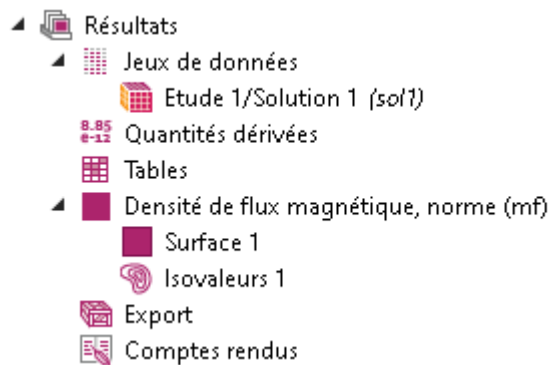 Résultats
Jeux de données
Etude 1/Solution 1 (sol1)
8.85
e-12
Quantités dérivées
Tables
Densité de flux magnétique, norme (mf)
Surface 1
Isovaleurs 1
Export
Comptes rendus